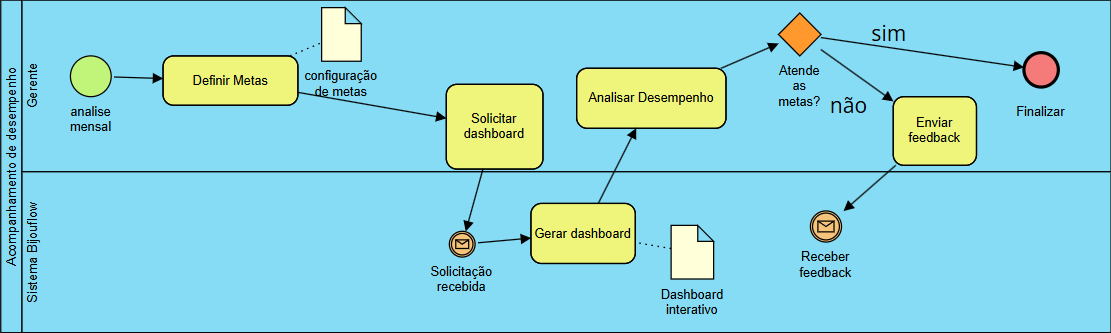 Acompanhamento de desempenho
Gerente
analise
mensal
Definir Metas
configuração
de metas
Solicitar
dashboard
Analisar Desempenho
Atende
as
metas?
sim
não
Enviar
feedback
Finalizar
Sistema Bijouflow
Solicitação
recebida
Gerar dashboard
Dashboard
interativo
Receber
feedback